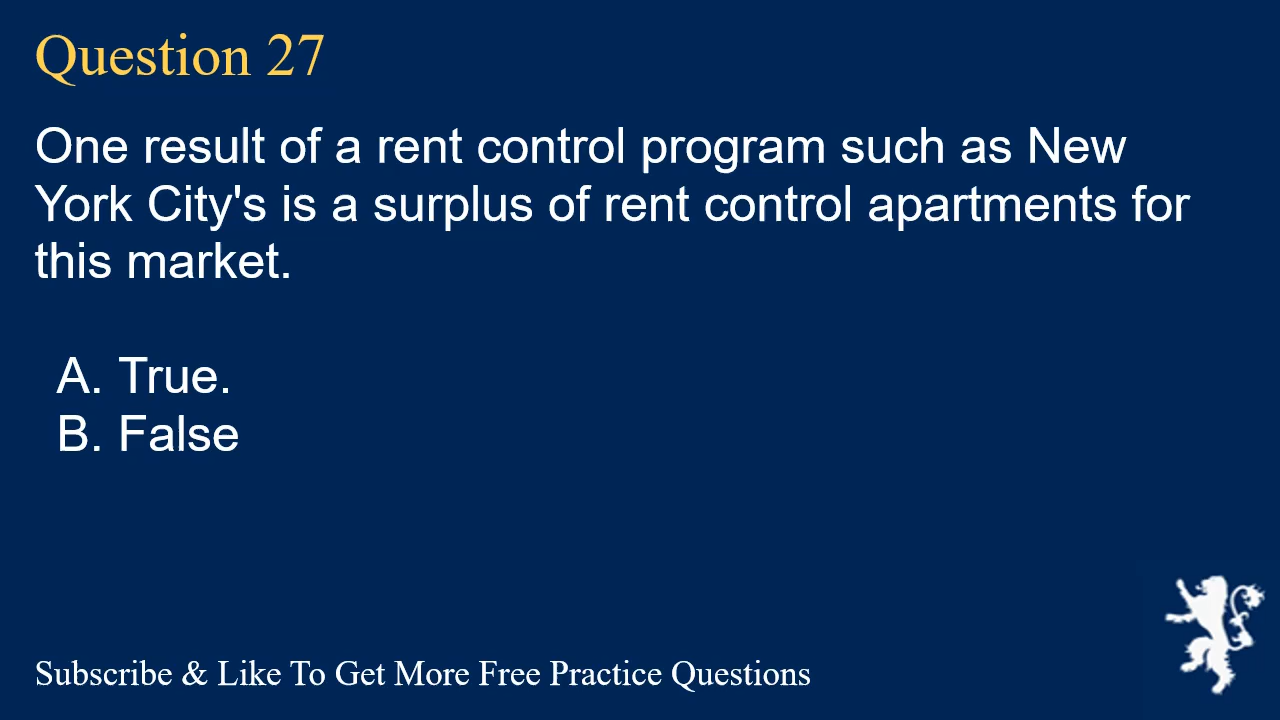 Question 27
One result of a rent control program such as New
York City's is a surplus of rent control apartments for
this market.
A. True.
B. False
Subscribe & Like To Get More Free Practice Questions